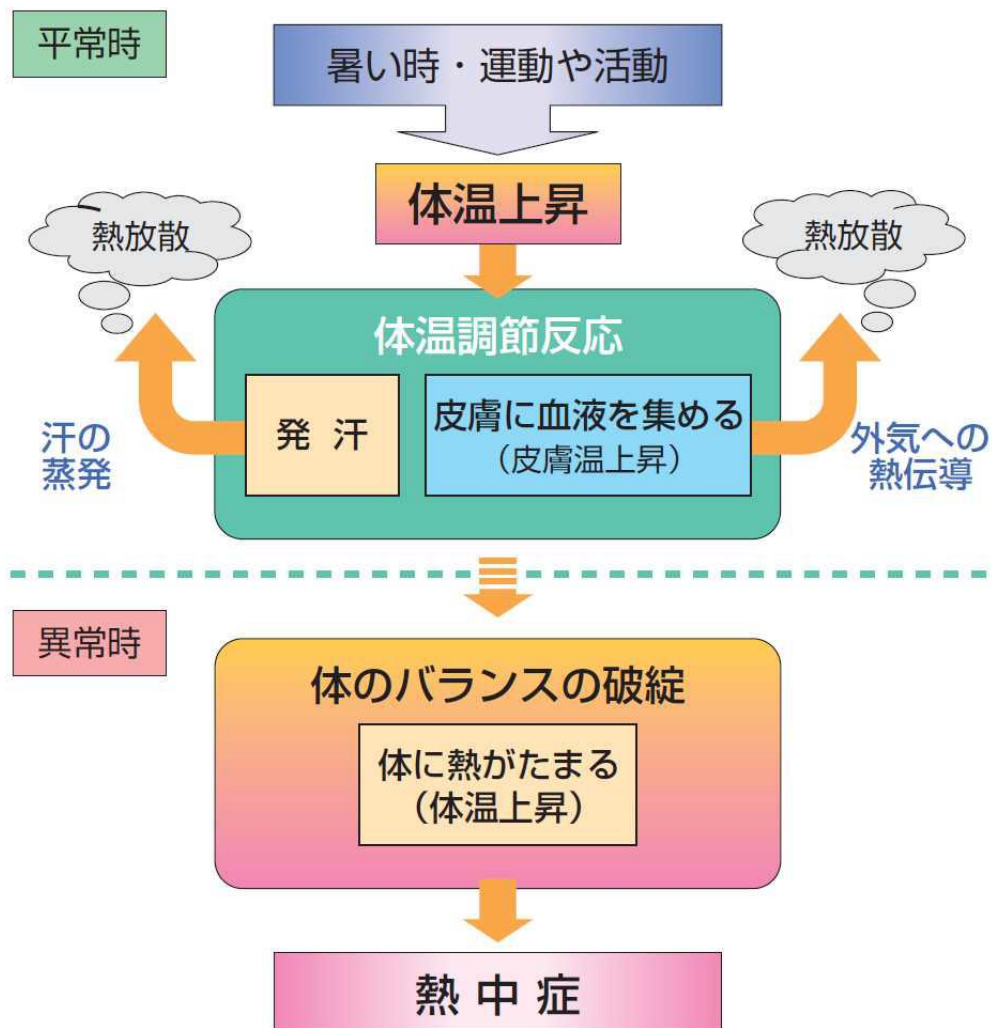 平常時
暑い時・運動や活動
体温上昇
熱放散
熱放散
体温調節反応
発 汗
皮膚に血液を集める
（皮膚温上昇）
汗の
蒸発
外気への
熱伝導
異常時
体のバランスの破綻
体に熱がたまる
（体温上昇）
熱 中 症